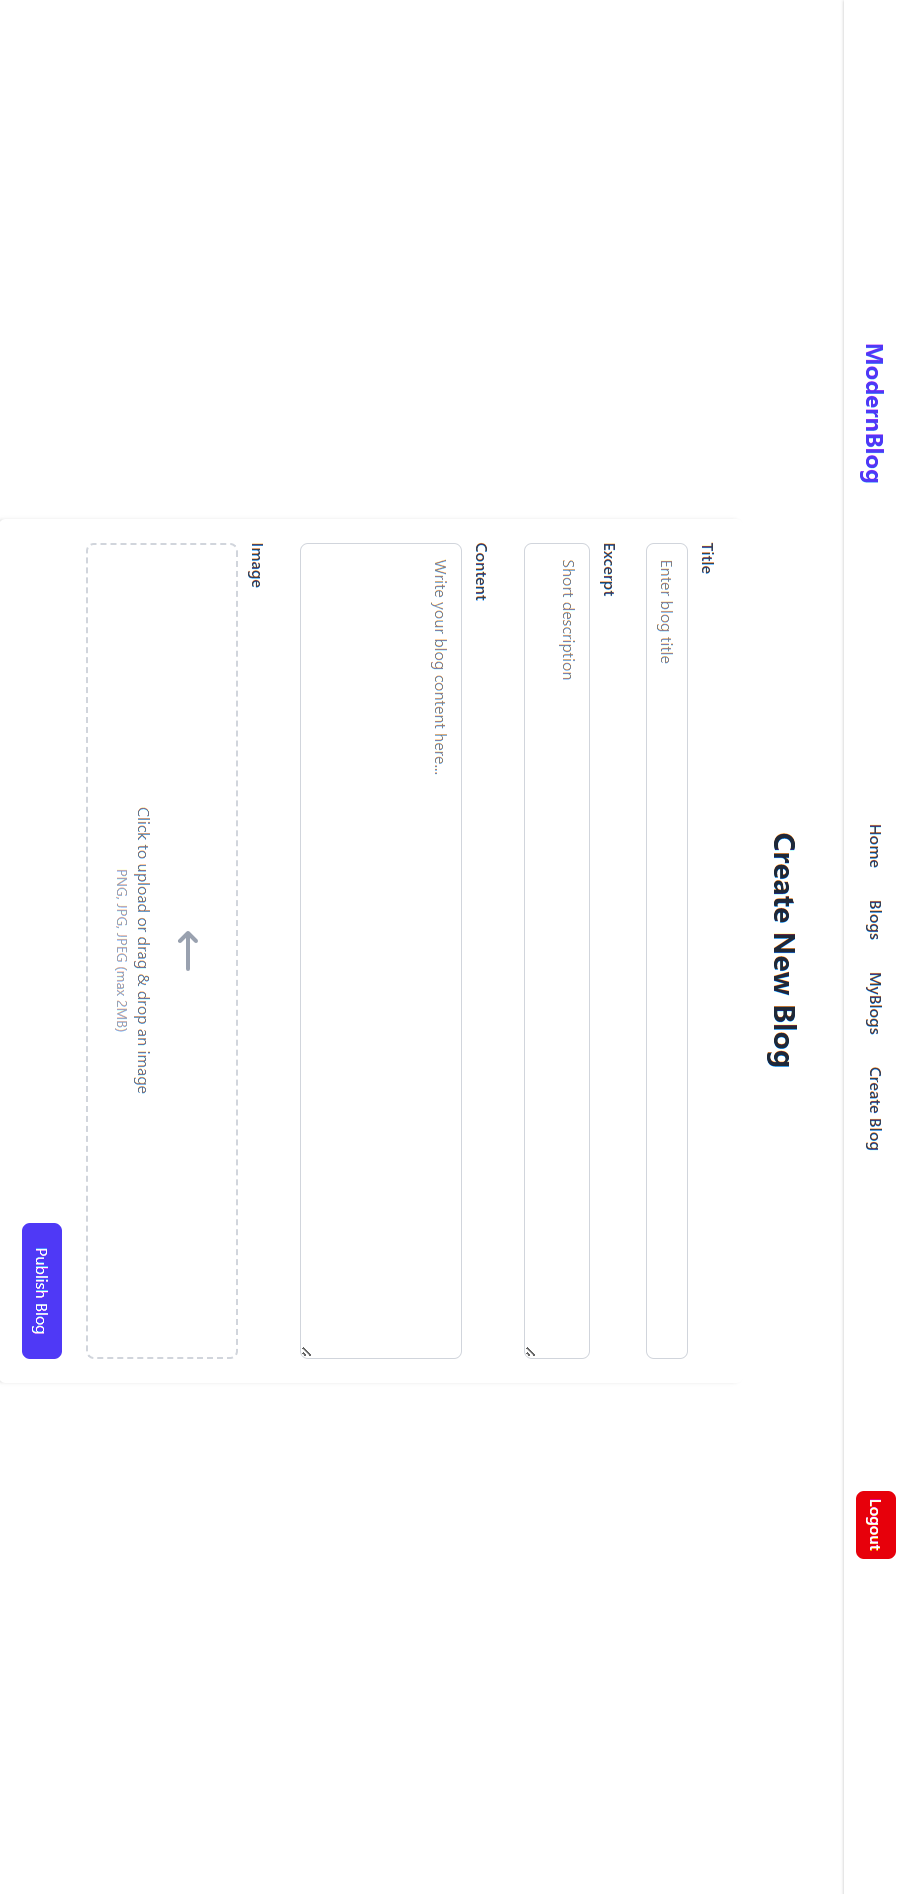 ModernBlog
Home
Blogs
MyBlogs
Create Blog
Logout
Create New Blog
Title
Enter blog title
Excerpt
Short description
Content
Write your blog content here...
Image
Click to upload or drag & drop an image
PNG, JPG, JPEG (max 2MB)
Publish Blog